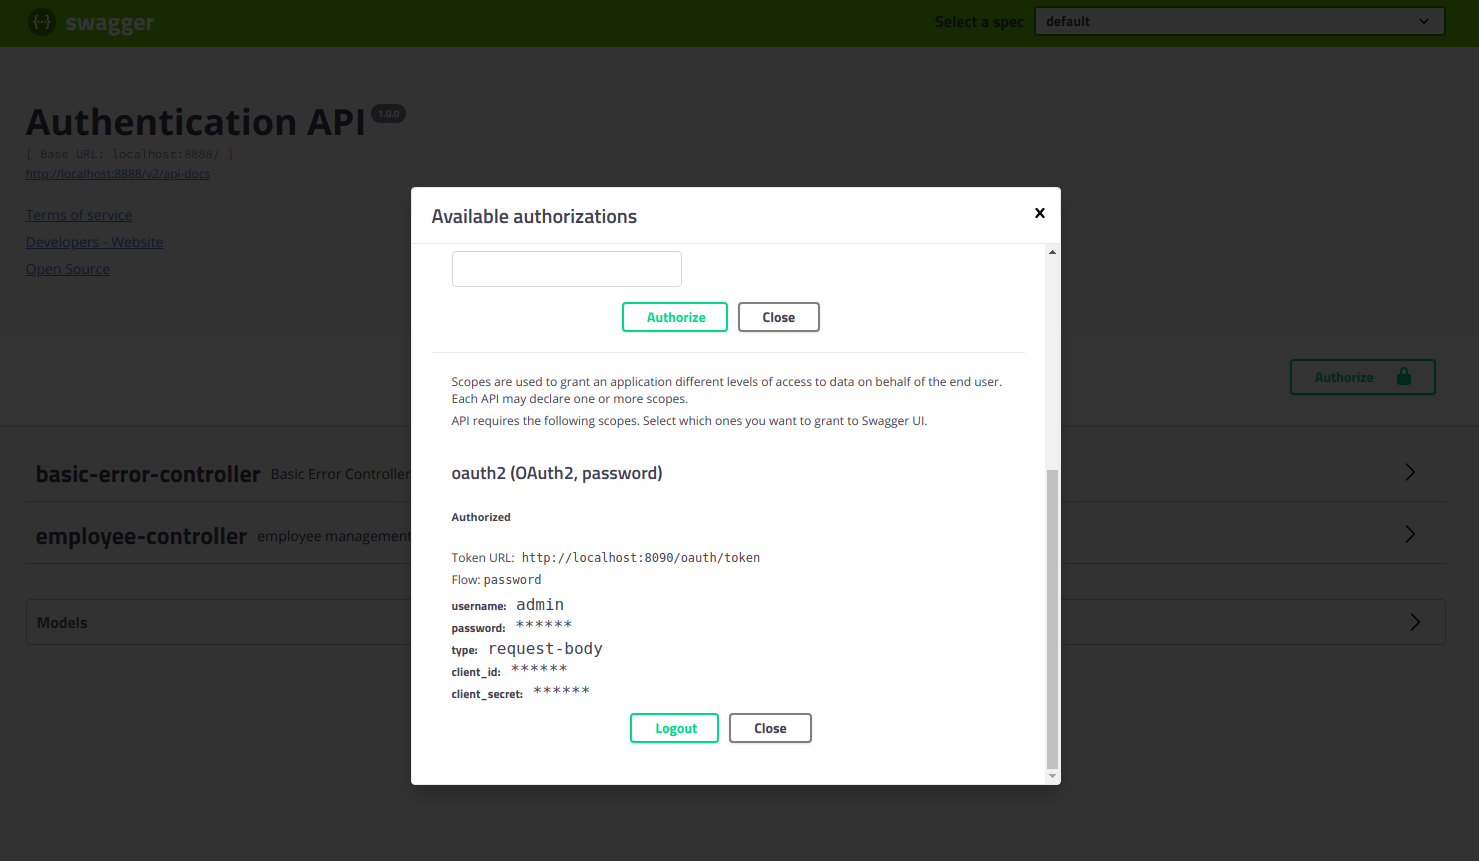 swagger
Select a spec
default
Authentication API 1.0.0
[ Base URL: localhost:8888/ ]
http://localhost:8888/v2/api-docs
Terms of service
Developers - Website
Open Source
Authorize
basic-error-controller Basic Error Controller
employee-controller employee management
Models
Available authorizations
Authorize
Close
Scopes are used to grant an application different levels of access to data on behalf of the end user.
Each API may declare one or more scopes.
API requires the following scopes. Select which ones you want to grant to Swagger UI.
oauth2 (OAuth2, password)
Authorized
Token URL: http://localhost:8090/oauth/token
Flow: password
username: admin
password: ******
type: request-body
client_id: ******
client_secret: ******
Logout
Close